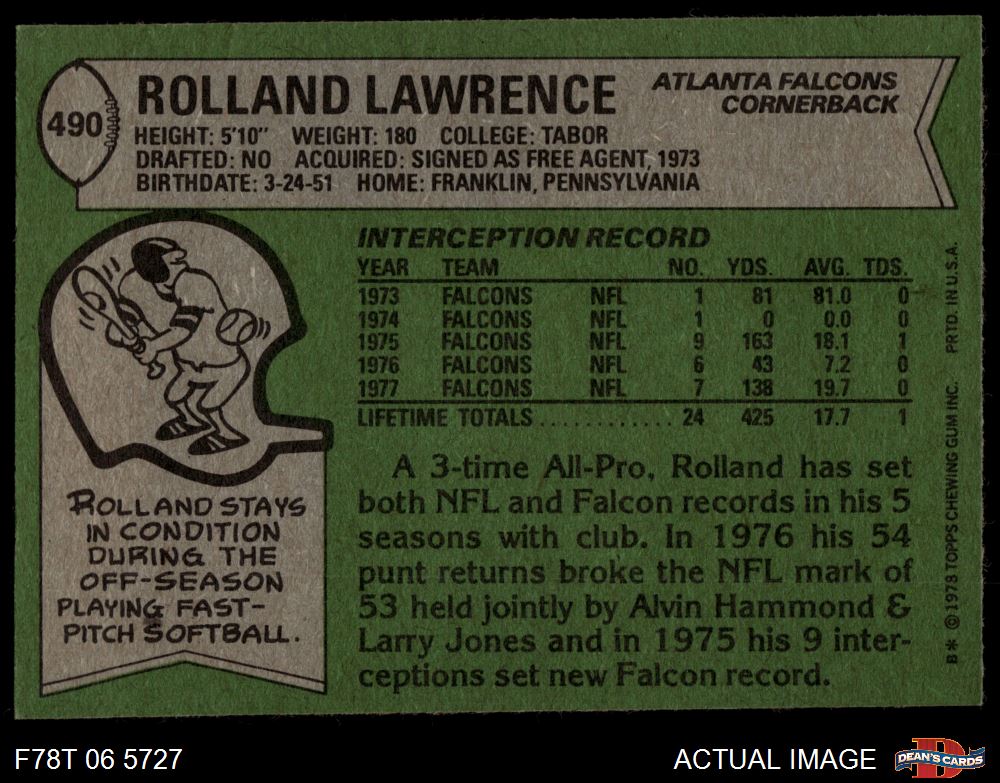 490
ROLLAND LAWRENCE
ATLANTA FALCONS
CORNERBACK
HEIGHT: 5'10" WEIGHT: 180 COLLEGE: TABOR
DRAFTED: NO ACQUIRED: SIGNED AS FREE AGENT, 1973
BIRTHDATE: 3-24-51 HOME: FRANKLIN, PENNSYLVANIA
INTERCEPTION RECORD
YEAR TEAM NO. YDS. AVG. TDS.
1973 FALCONS NFL 1 81 81.0 0
1974 FALCONS NFL 1 0 0.0 0
1975 FALCONS NFL 9 163 18.1 1
1976 FALCONS NFL 6 43 7.2 0
1977 FALCONS NFL 7 138 19.7 0
LIFETIME TOTALS ............ 24 425 17.7 1
A 3-time All-Pro, Rolland has set
both NFL and Falcon records in his 5
seasons with club. In 1976 his 54
punt returns broke the NFL mark of
53 held jointly by Alvin Hammond &
Larry Jones and in 1975 his 9 inter-
ceptions set new Falcon record.
ROLLAND STAYS
IN CONDITION
DURING THE
OFF-SEASON
PLAYING FAST-
PITCH SOFTBALL.
B* © 1978 TOPPS CHEWING GUM INC. PRTD. IN U.S.A.
F78T 06 5727
ACTUAL IMAGE
DEAN'S CARDS